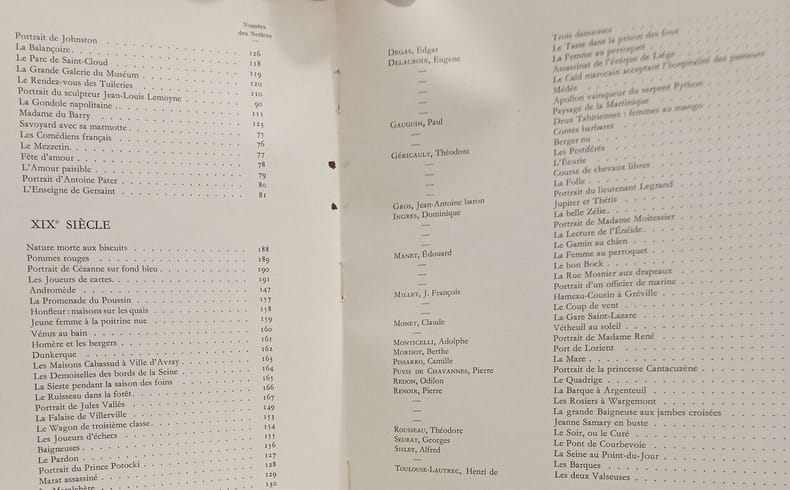 Numéro
des Notices
Portrait de Johnston 126
La Balançoire 118
Le Parc de Saint-Cloud 119
La Grande Galerie du Muséum 120
Le Rendez-vous des Tuileries 110
Portrait du sculpteur Jean-Louis Lemoyne 90
La Gondole napolitaine 111
Madame du Barry 125
Savoyard avec sa marmotte 75
Les Comédiens français 76
Le Mezzetin 77
Fête d'amour 78
L'Amour paisible 79
Portrait d'Antoine Pater 80
L'Enseigne de Gersaint 81
XIXe SIÈCLE
Nature morte aux biscuits 188
Pommes rouges 189
Portrait de Cézanne sur fond bleu 190
Les Joueurs de cartes 191
Andromède 147
La Promenade du Poussin 157
Honfleur: maisons sur les quais 158
Jeune femme à la poitrine nue 159
Vénus au bain 160
Homère et les bergers 161
Dunkerque 162
Les Maisons Cabassud à Ville d'Avray 163
Les Demoiselles des bords de la Seine 164
La Sieste pendant la saison des foins 165
Le Ruisseau dans la forêt 166
Portrait de Jules Vallès 167
La Falaise de Villerville 149
Le Wagon de troisième classe 153
Les Joueurs d'échecs 154
Baigneuses 155
Le Pardon 156
Portrait du Prince Potocki 127
Marat assassiné 128
129
130
DEGAS, Edgar
DELACROIX, Eugène
—
—
—
—
—
GAUGUIN, Paul
—
GÉRICAULT, Théodore
—
—
—
GROS, Jean-Antoine baron
INGRES, Dominique
—
—
MANET, Édouard
—
—
MILLET, J. François
—
MONET, Claude
—
MONTICELLI, Adolphe
MORISOT, Berthe
PISSARRO, Camille
PUVIS DE CHAVANNES, Pierre
REDON, Odilon
RENOIR, Pierre
—
—
ROUSSEAU, Théodore
SEURAT, Georges
SISLEY, Alfred
—
TOULOUSE-LAUTREC, Henri de
Trois danseuses
Le Tasse dans la prison des fous
La Femme au perroquet
Assassinat de l'évêque de Liège
Le Caïd marocain acceptant l'hospitalité des pasteurs
Médée
Apollon vainqueur du serpent Python
Paysage de la Martinique
Deux Tahitiennes : femmes au mango
Contes barbares
Berger nu
Les Pestiférés
L'Écurie
Course de chevaux libres
La Folle
Portrait du lieutenant Legrand
Jupiter et Thétis
La belle Zélie
Portrait de Madame Moitessier
La Lecture de l'Énéide
Le Gamin au chien
La Femme au perroquet
Le bon Bock
La Rue Mosnier aux drapeaux
Portrait d'un officier de marine
Hameau-Cousin à Gréville
Le Coup de vent
La Gare Saint-Lazare
Vétheuil au soleil
Portrait de Madame René
Port de Lorient
La Mare
Portrait de la princesse Cantacuzène
Le Quadrige
La Barque à Argenteuil
Les Rosiers à Wargemont
La grande Baigneuse aux jambes croisées
Jeanne Samary en buste
Le Soir, ou le Curé
Le Pont de Courbevoie
La Seine au Point-du-Jour
Les Barques
Les deux Valseuses